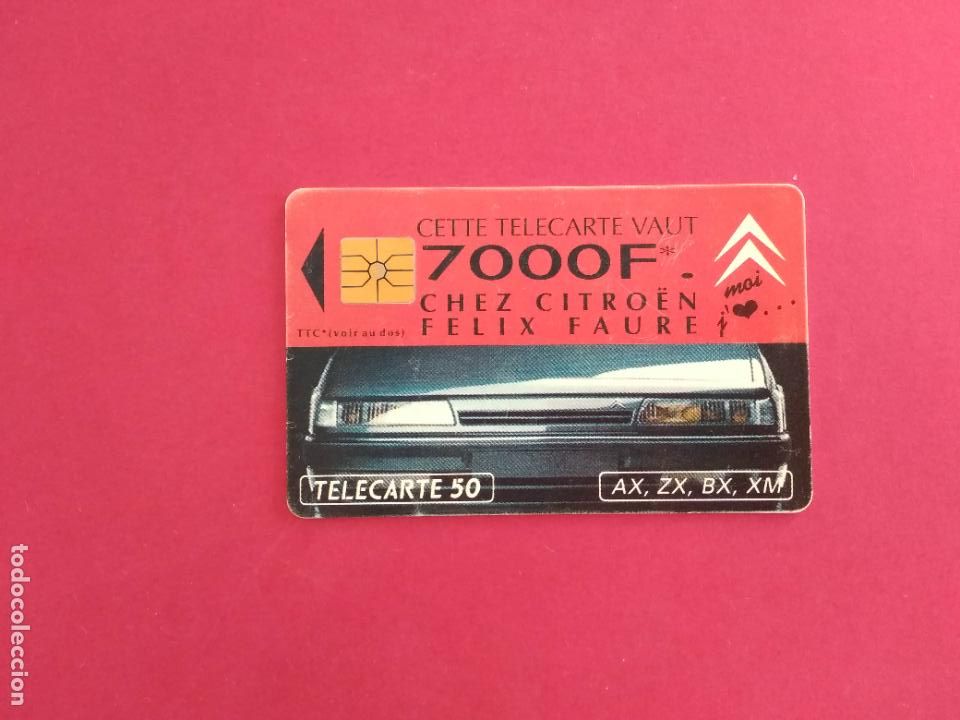 CETTE TELECARTE VAUT
7000F*.
CHEZ CITROËN
FELIX FAURE
moi
j'❤...
TTC*(voir au dos)
TELECARTE 50
AX, ZX, BX, XM
todocoleccion